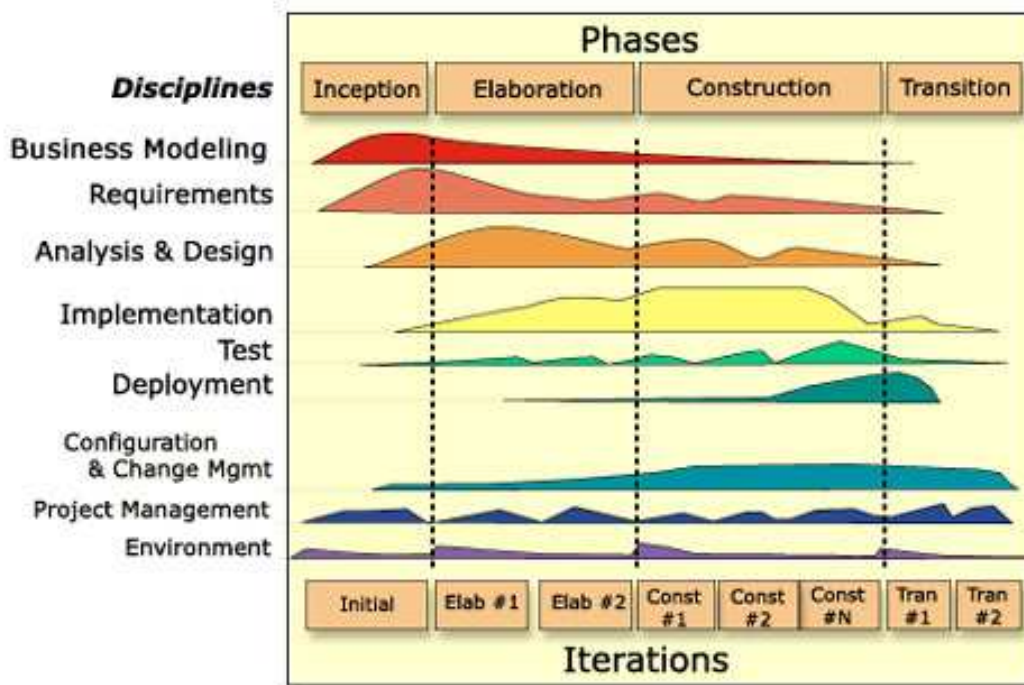 Phases
Disciplines
Inception
Elaboration
Construction
Transition
Business Modeling
Requirements
Analysis & Design
Implementation
Test
Deployment
Configuration
& Change Mgmt
Project Management
Environment
Initial
Elab #1
Elab #2
Const
#1
Const
#2
Const
#N
Tran
#1
Tran
#2
Iterations